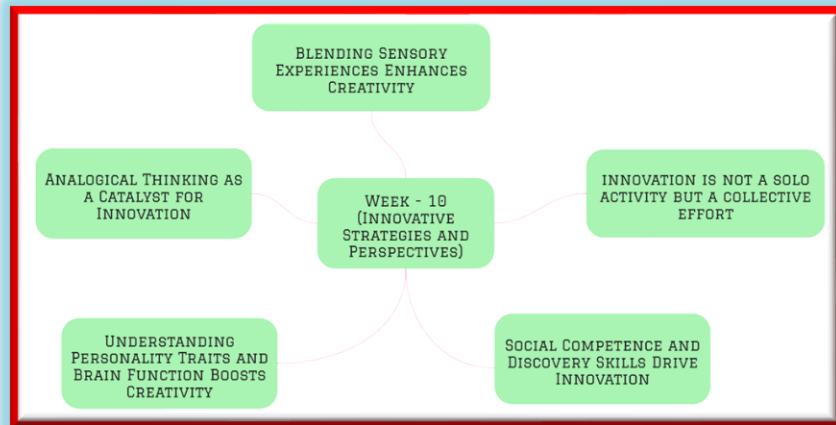 Blending Sensory
Experiences Enhances
Creativity
Analogical Thinking as
a Catalyst for
Innovation
Week - 10
(Innovative
Strategies and
Perspectives)
innovation is not a solo
activity but a collective
effort
Understanding
Personality Traits and
Brain Function Boosts
Creativity
Social Competence and
Discovery Skills Drive
Innovation